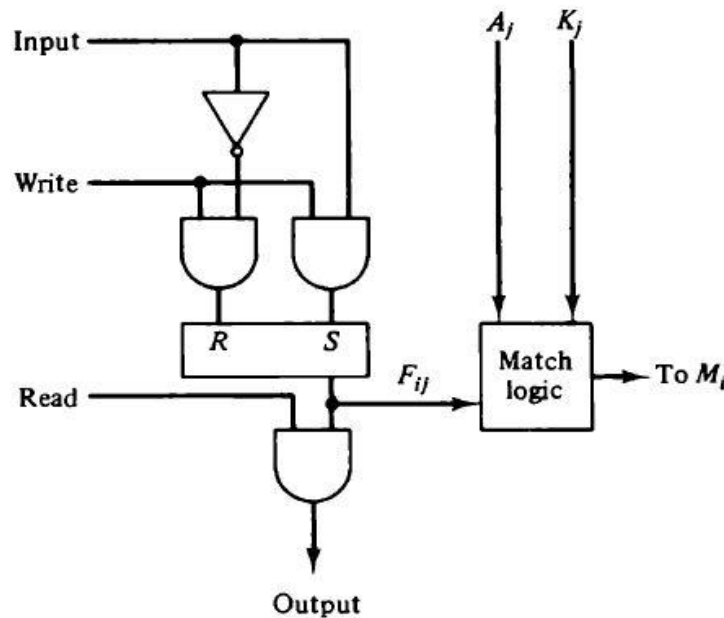 Input
A_j
K_j
Write
R
S
Match
logic
F_ij
To M_i
Read
Output